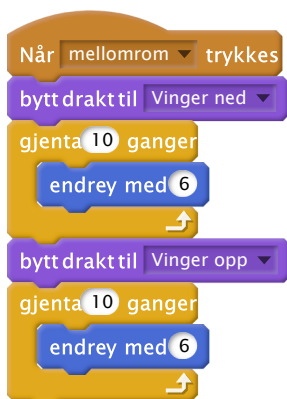 Når mellomrom trykkes
bytt drakt til Vinger ned
gjenta 10 ganger
endrey med 6
bytt drakt til Vinger opp
gjenta 10 ganger
endrey med 6